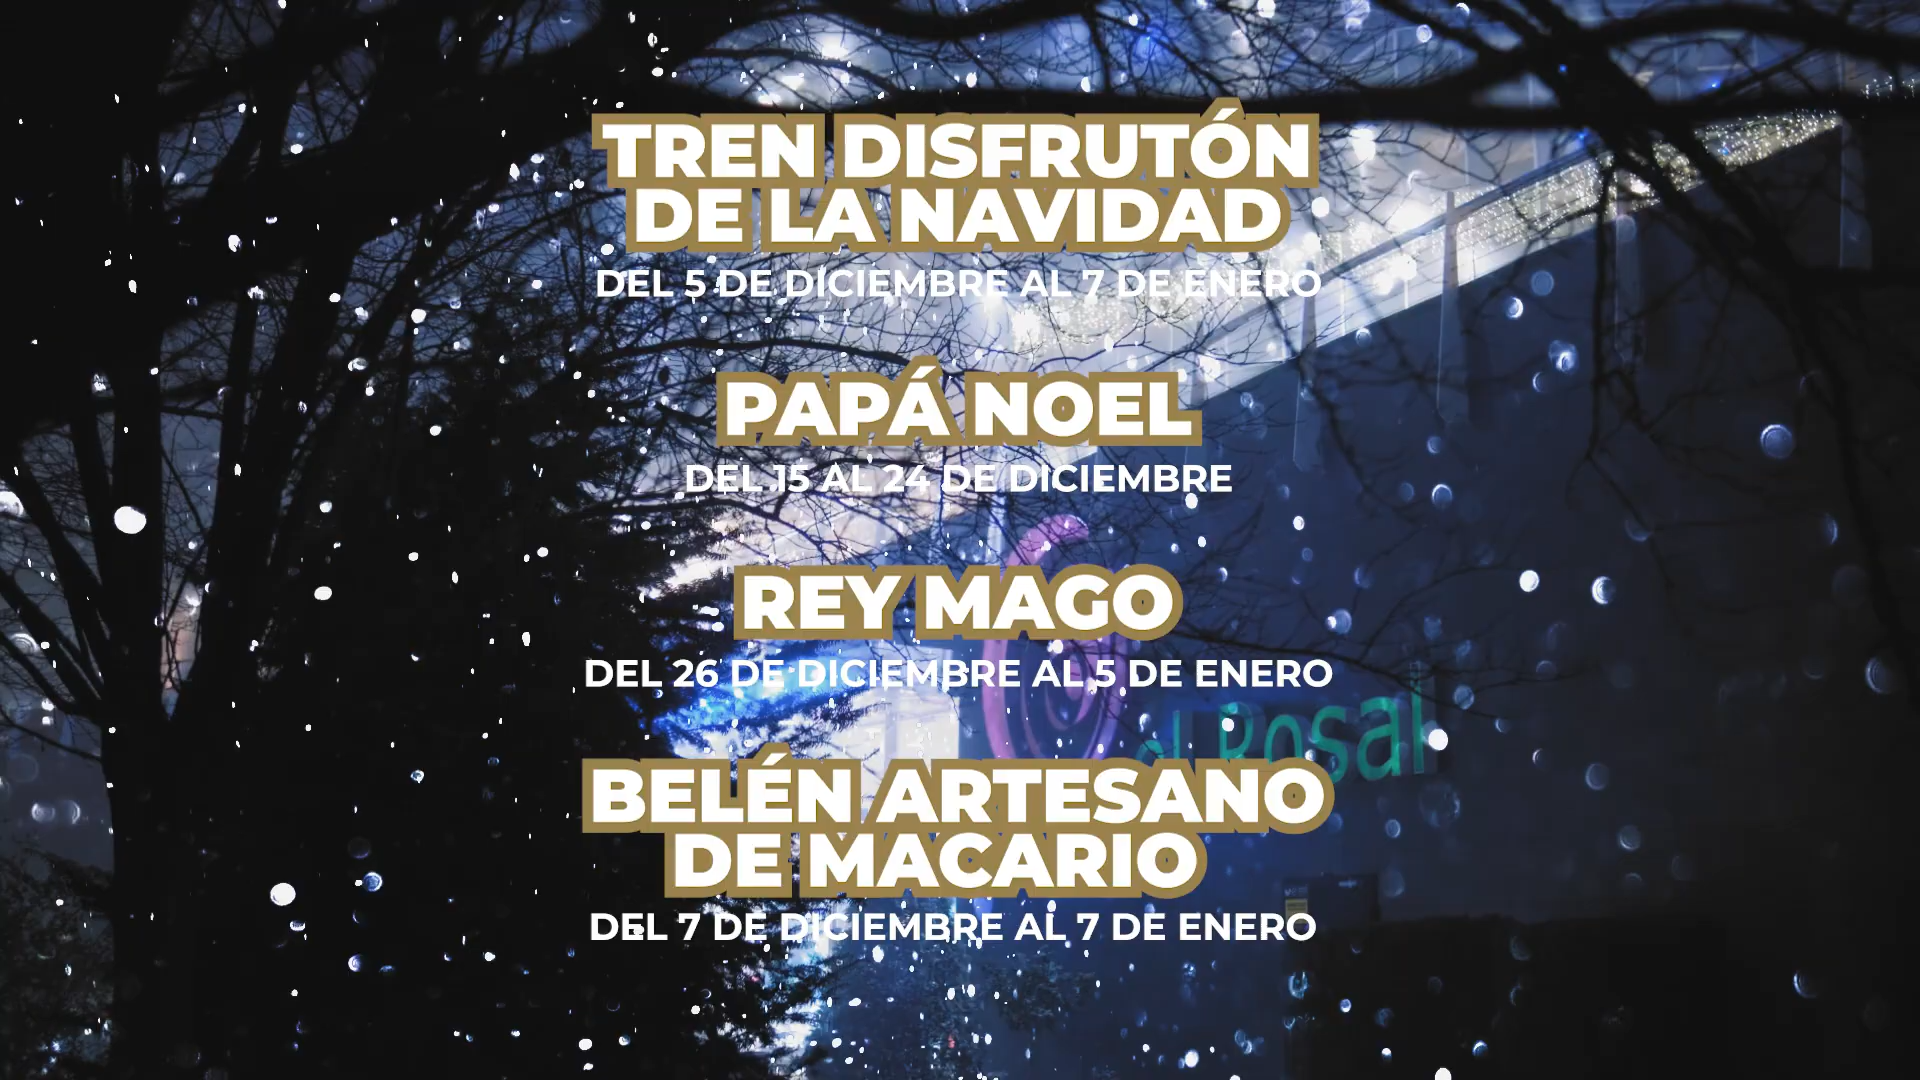 TREN DISFRUTÓN
DE LA NAVIDAD
DEL 5 DE DICIEMBRE AL 7 DE ENERO
PAPÁ NOEL
DEL 15 AL 24 DE DICIEMBRE
REY MAGO
DEL 26 DE DICIEMBRE AL 5 DE ENERO
el Rosal
BELÉN ARTESANO
DE MACARIO
DEL 7 DE DICIEMBRE AL 7 DE ENERO